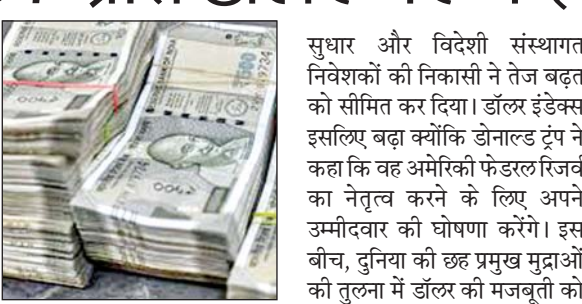 सुधार और विदेशी संस्थागत
निवेशकों की निकासी ने तेज बढ़त
को सीमित कर दिया। डॉलर इंडेक्स
इसलिए बढ़ा क्योंकि डोनाल्ड ट्रंप ने
कहा कि वह अमेरिकी फेडरल रिजर्व
का नेतृत्व करने के लिए अपने
उम्मीदवार की घोषणा करेंगे। इस
बीच, दुनिया की छह प्रमुख मुद्राओं
की तुलना में डॉलर की मजबूती को